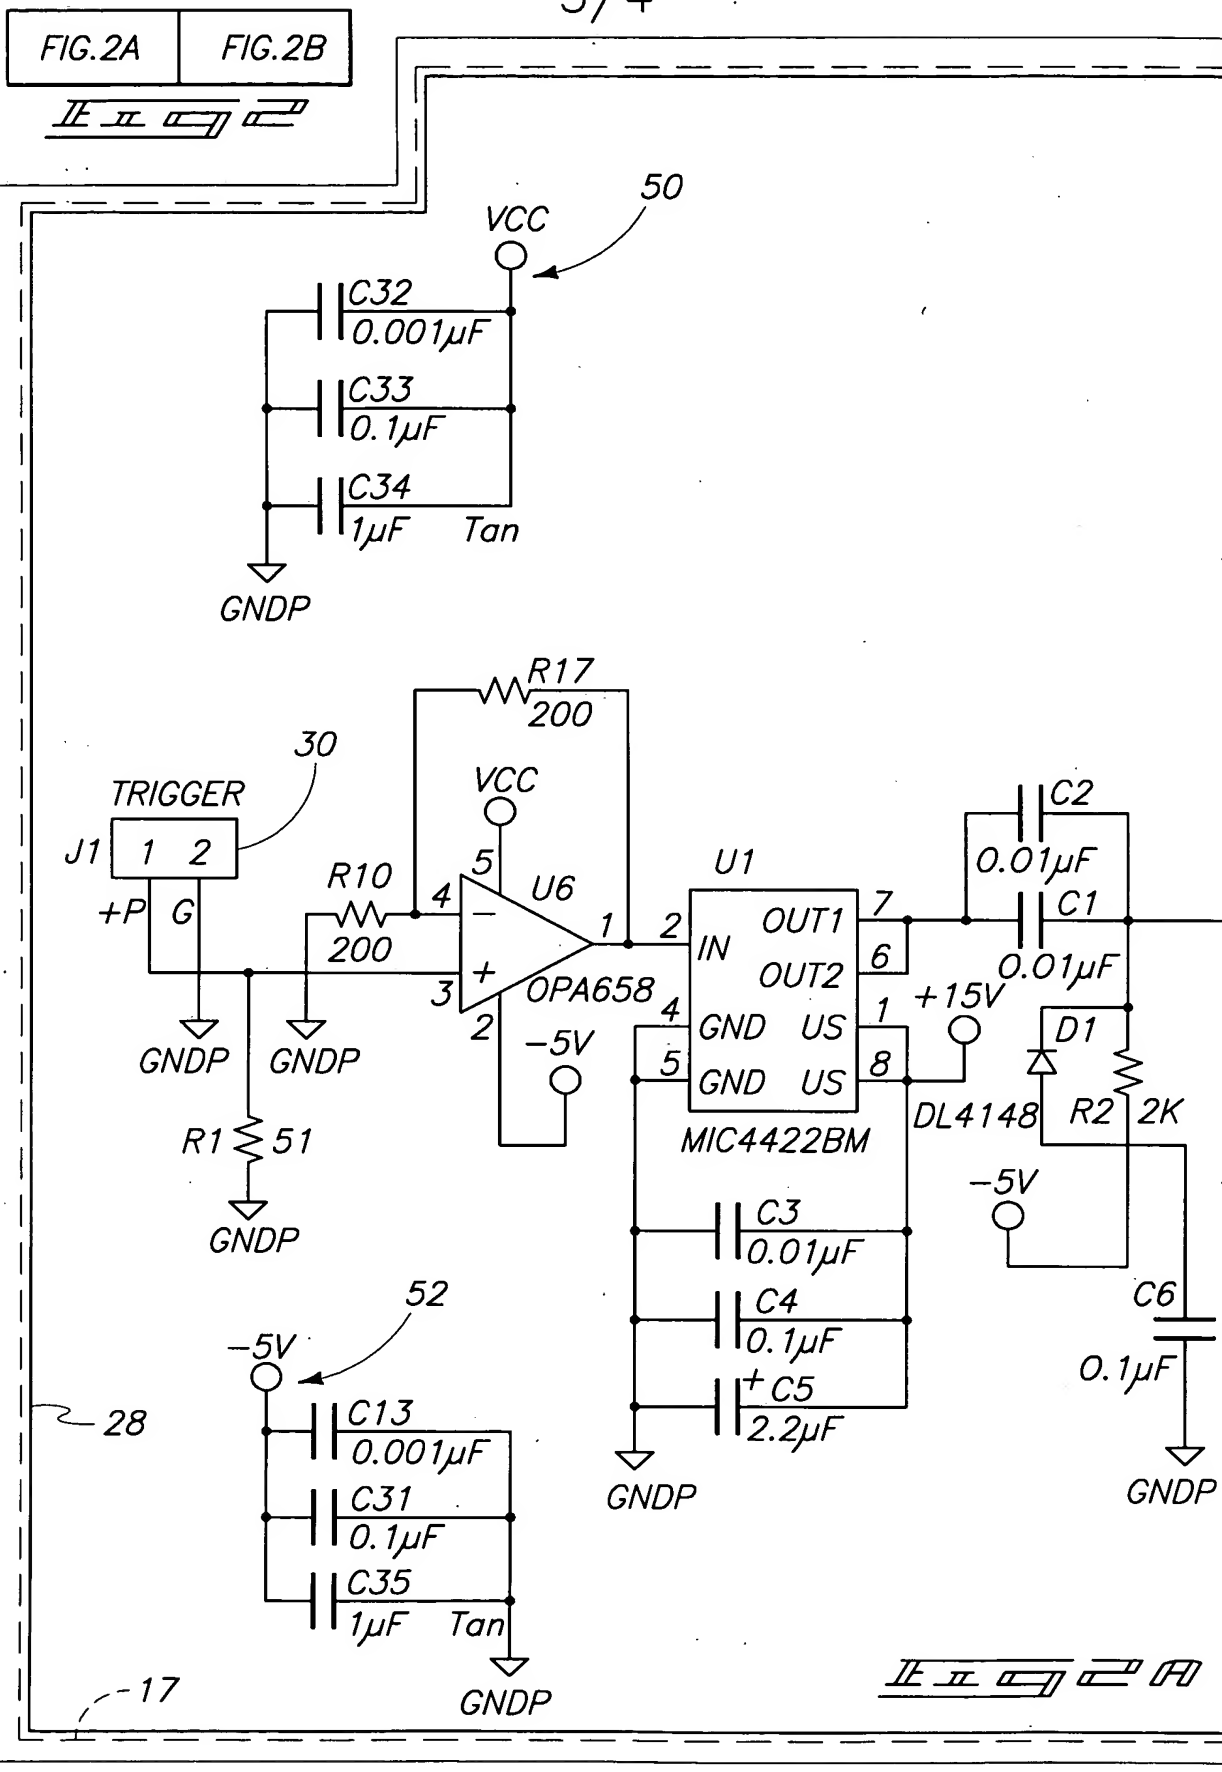 3/4
FIG.2A FIG.2B
Fig 2
50
VCC
C32
0.001µF
C33
0.1µF
C34
1µF Tan
GNDP
R17
200
30
TRIGGER
VCC
J1 1 2
5
+P G
R10
200
4
−
U6
1
+
3
OPA658
2
−5V
GNDP GNDP
R1 51
GNDP
U1
2 IN
OUT1 7
OUT2 6
4 GND US 1
5 GND US 8
MIC4422BM
+15V
C2
0.01µF
C1
0.01µF
D1
DL4148
R2 2K
−5V
C3
0.01µF
C4
0.1µF
+ C5
2.2µF
GNDP
C6
0.1µF
GNDP
52
−5V
28
C13
0.001µF
C31
0.1µF
C35
1µF Tan
GNDP
17
Fig 2A